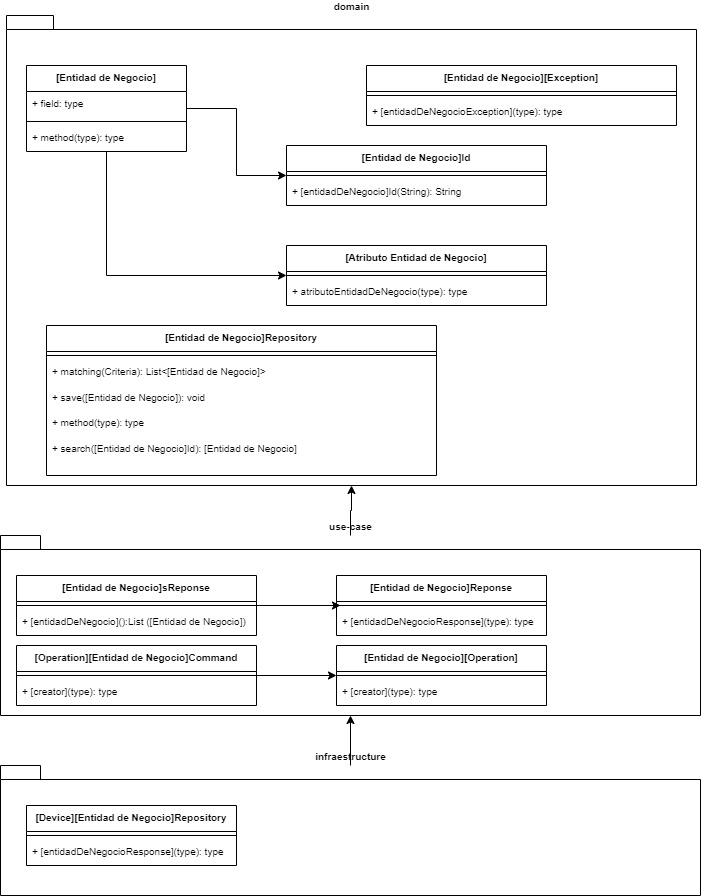 domain
[Entidad de Negocio]
+ field: type
+ method(type): type
[Entidad de Negocio][Exception]
+ [entidadDeNegocioException](type): type
[Entidad de Negocio]Id
+ [entidadDeNegocio]Id(String): String
[Atributo Entidad de Negocio]
+ atributoEntidadDeNegocio(type): type
[Entidad de Negocio]Repository
+ matching(Criteria): List<[Entidad de Negocio]>
+ save([Entidad de Negocio]): void
+ method(type): type
+ search([Entidad de Negocio]Id): [Entidad de Negocio]
use-case
[Entidad de Negocio]sReponse
+ [entidadDeNegocio]():List ([Entidad de Negocio])
[Entidad de Negocio]Reponse
+ [entidadDeNegocioResponse](type): type
[Operation][Entidad de Negocio]Command
+ [creator](type): type
[Entidad de Negocio][Operation]
+ [creator](type): type
infraestructure
[Device][Entidad de Negocio]Repository
+ [entidadDeNegocioResponse](type): type